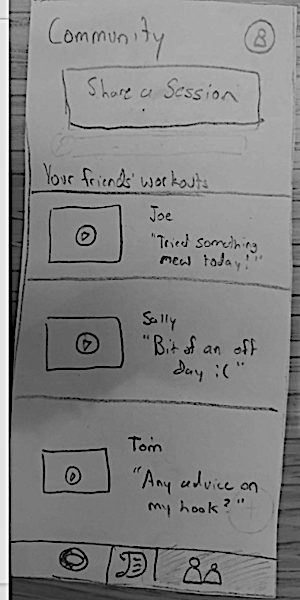 Community
Share a Session
Your friends' workouts
Joe
"Tried something
new today!"
Sally
"Bit of an off
day :("
Tom
"Any advice on
my hook?"